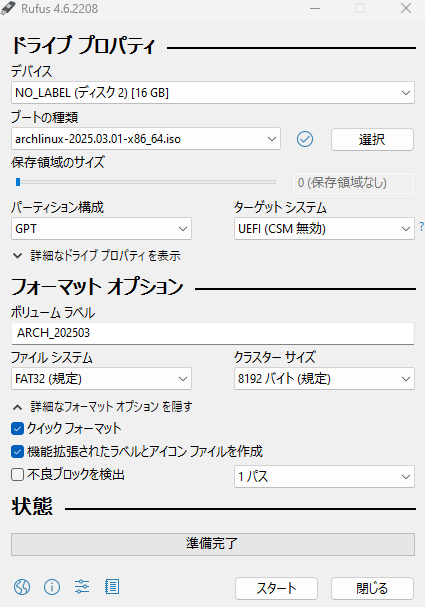 Rufus 4.6.2208
ドライブ プロパティ
デバイス
NO_LABEL (ディスク 2) [16 GB]
ブートの種類
archlinux-2025.03.01-x86_64.iso
選択
保存領域のサイズ
0 (保存領域なし)
パーティション構成 ターゲット システム
GPT UEFI (CSM 無効) ?
詳細なドライブ プロパティを表示
フォーマット オプション
ボリューム ラベル
ARCH_202503
ファイル システム クラスター サイズ
FAT32 (規定) 8192 バイト (規定)
詳細なフォーマット オプション を隠す
クイック フォーマット
機能拡張されたラベルとアイコン ファイルを作成
不良ブロックを検出 1 パス
状態
準備完了
スタート 閉じる